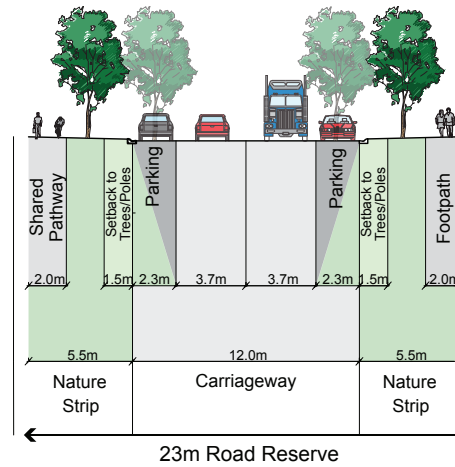 Shared
Pathway
Setback to
Trees/Poles
Parking
Parking
Setback to
Trees/Poles
Footpath
2.0m
1.5m
2.3m
3.7m
3.7m
2.3m
1.5m
2.0m
5.5m
12.0m
5.5m
Nature
Strip
Carriageway
Nature
Strip
23m Road Reserve